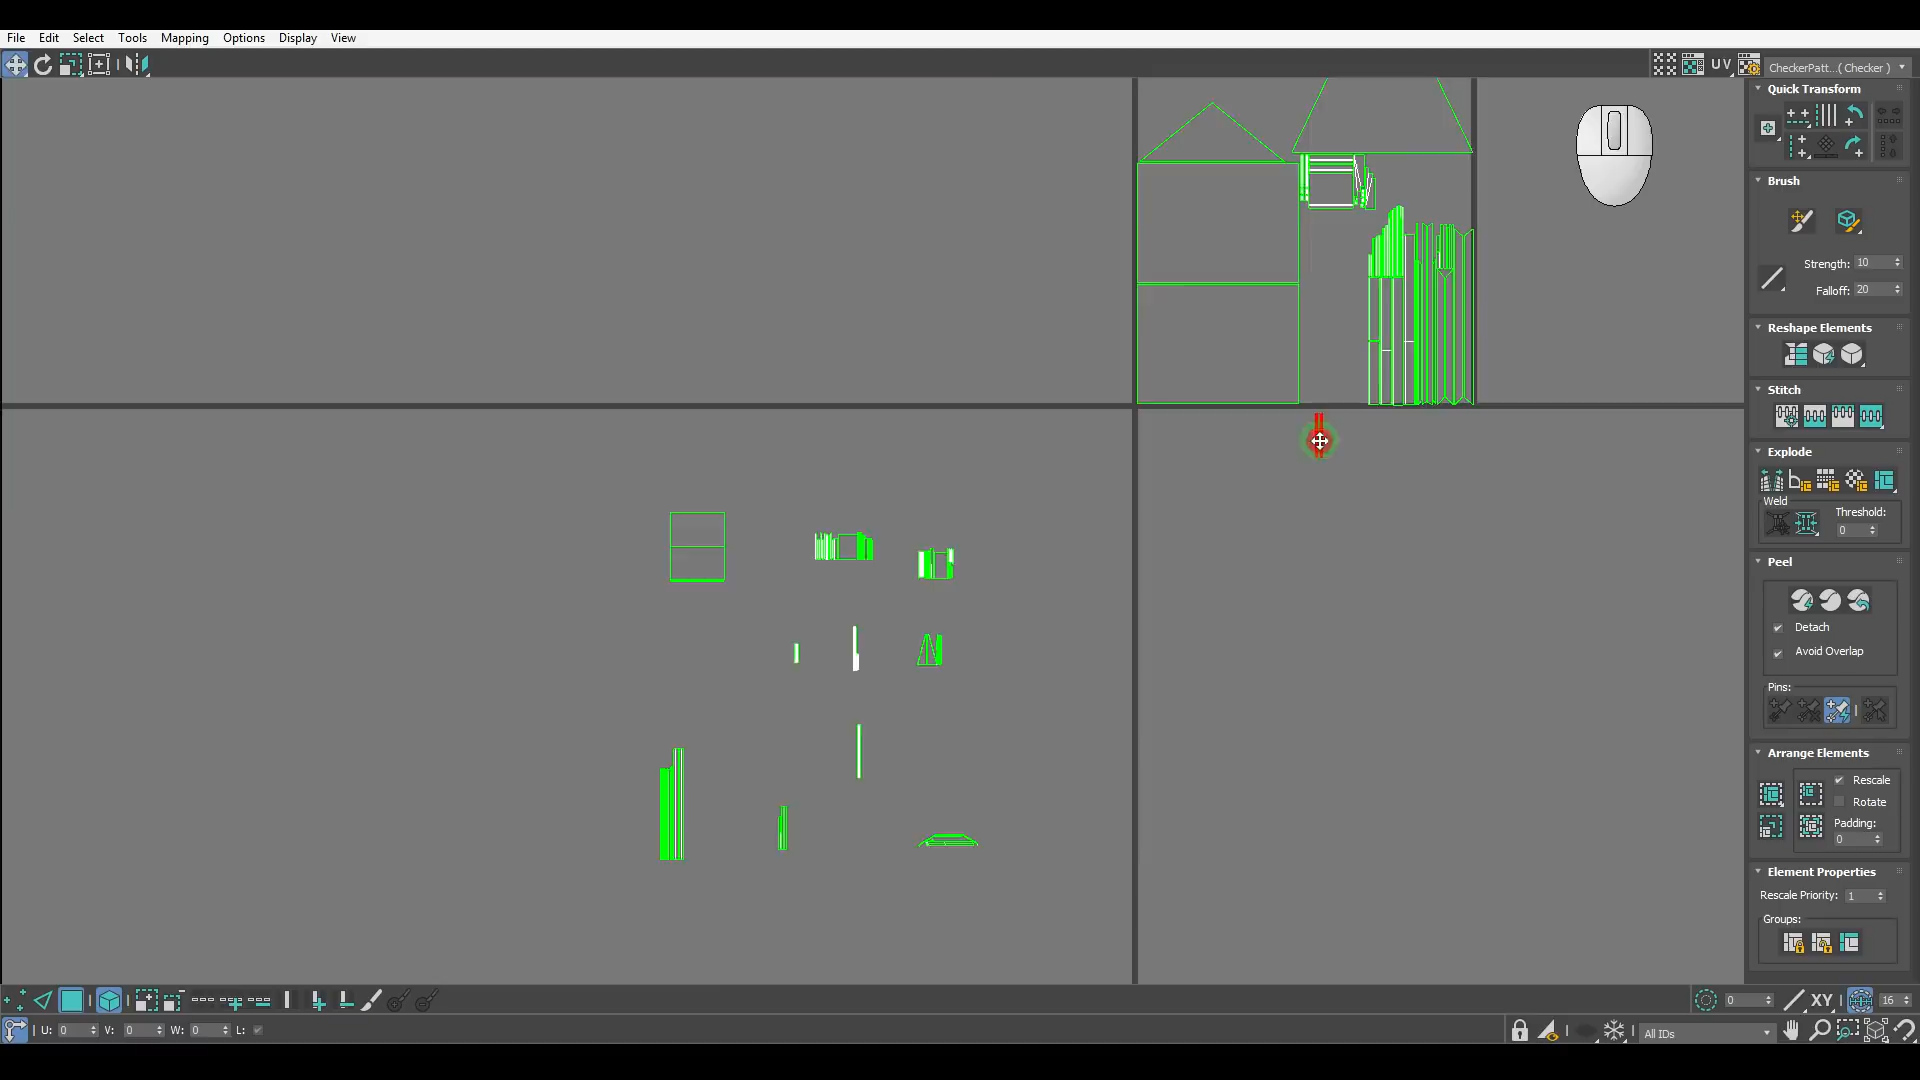 File Edit Select Tools Mapping Options Display View
UV
CheckerPatt...( Checker )
Quick Transform
Brush
Strength: 10
Falloff: 20
Reshape Elements
Stitch
Explode
Weld
Threshold:
0
Peel
Detach
Avoid Overlap
Pins:
Arrange Elements
Rescale
Rotate
Padding:
0
Element Properties
Rescale Priority: 1
Groups:
0 XY 16
U: 0 V: 0 W: 0 L:
All IDs